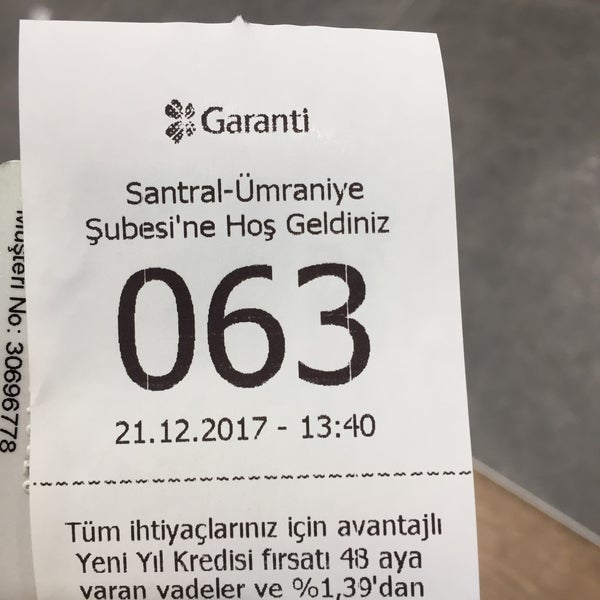 Garanti
Santral-Ümraniye
Şubesi'ne Hoş Geldiniz
063
21.12.2017 - 13:40
Tüm ihtiyaçlarınız için avantajlı
Yeni Yıl Kredisi fırsatı 48 aya
varan vadeler ve %1,39'dan
Müşteri No: 30696778